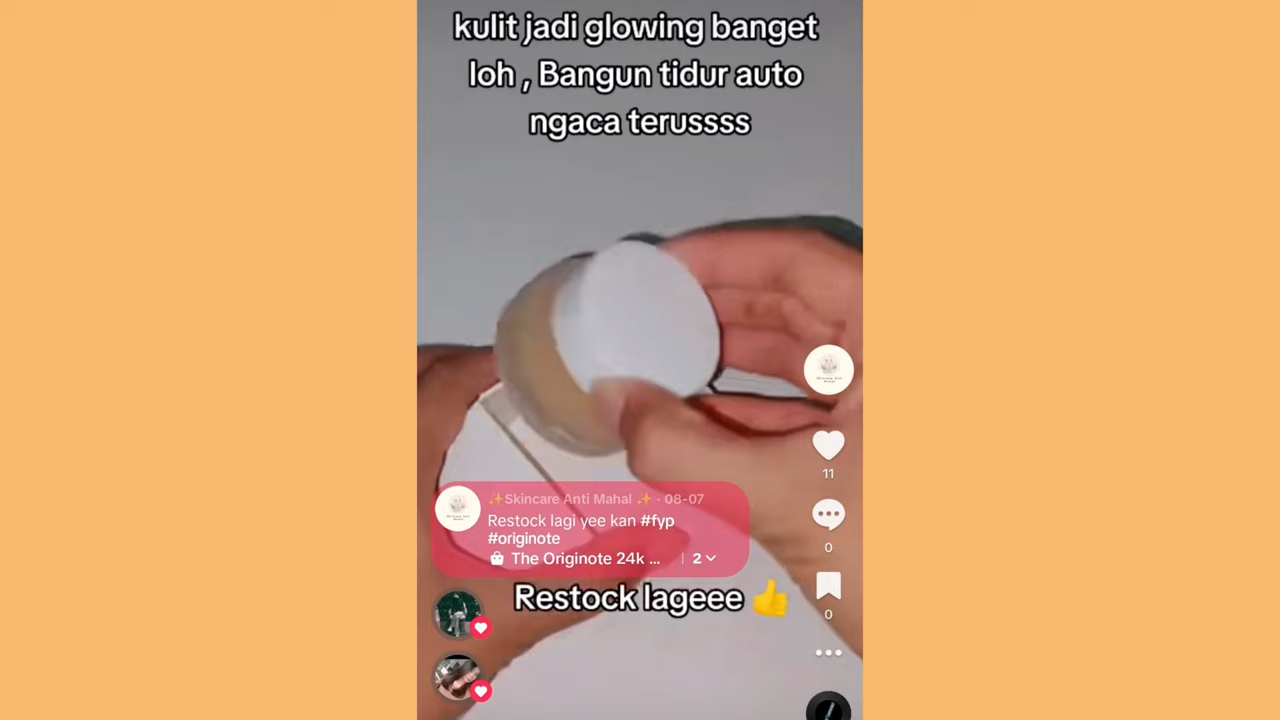 kulit jadi glowing banget
loh , Bangun tidur auto
ngaca terussss
11
✨Skincare Anti Mahal ✨ · 08-07
Restock lagi yee kan #fyp
#originote
0
The Originote 24k ...
2
Restock lageee 👍
0